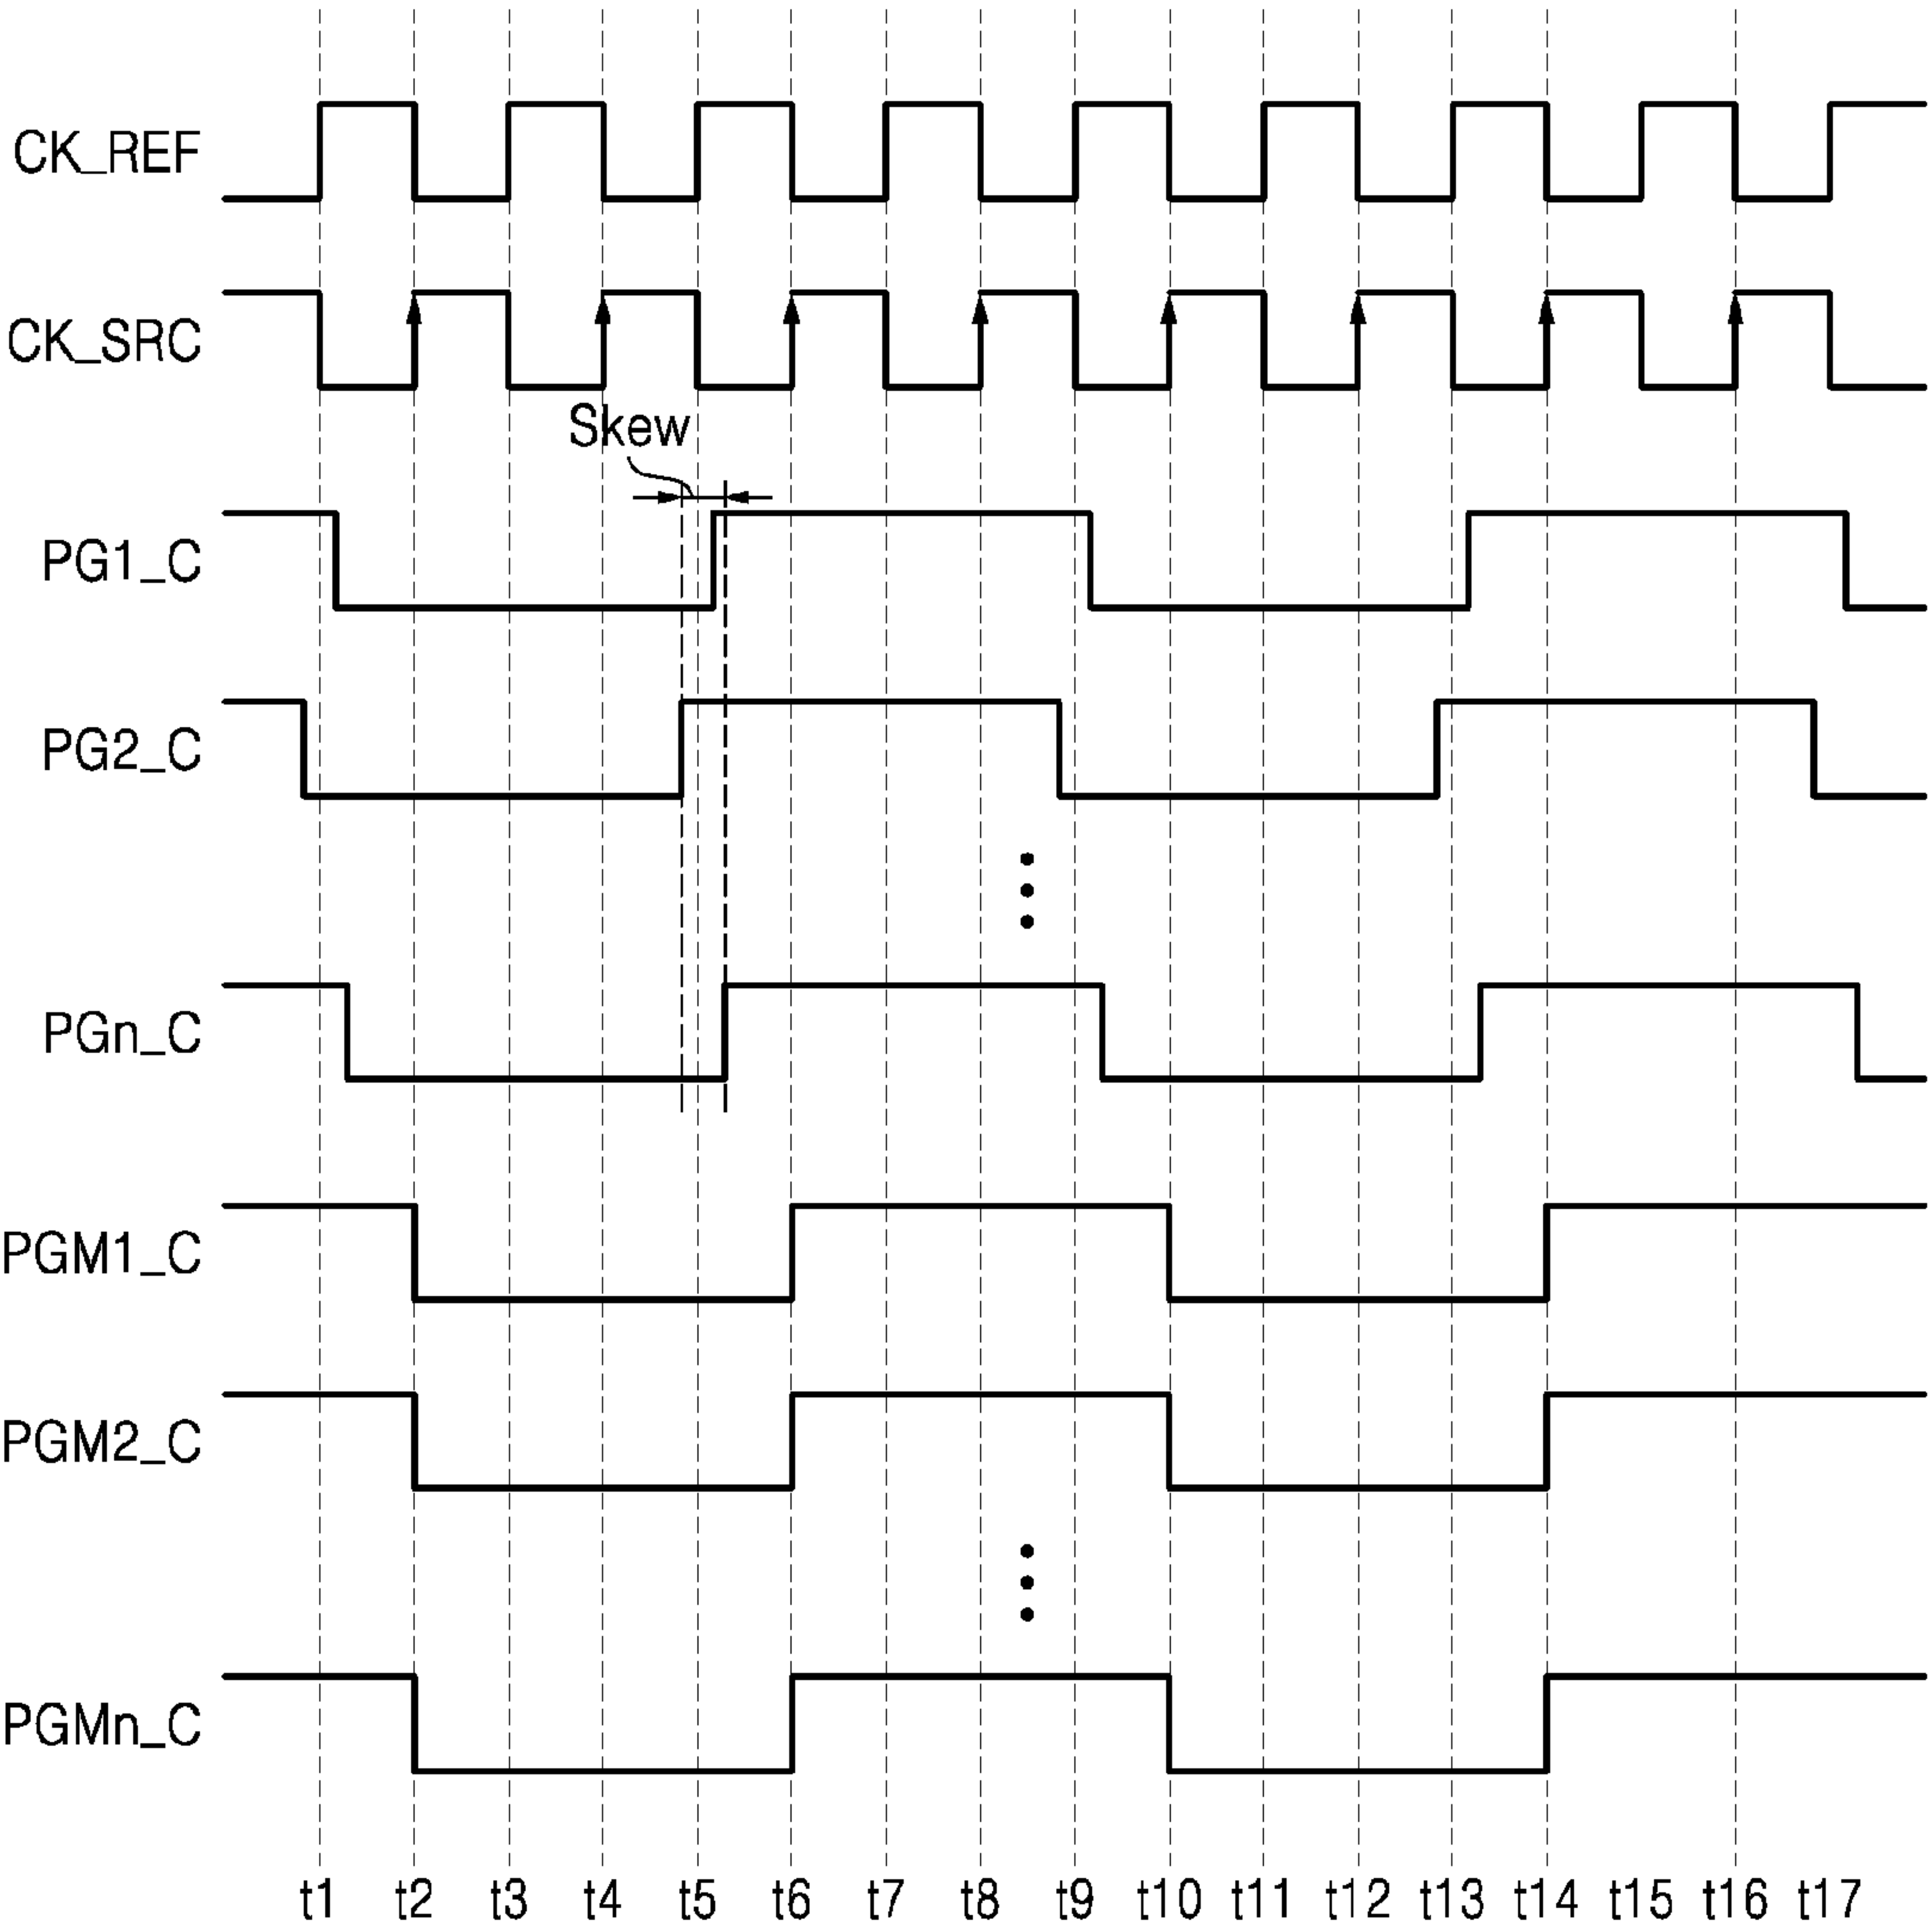 CK_REF
CK_SRC
Skew
PG1_C
PG2_C
PGn_C
PGM1_C
PGM2_C
PGMn_C
t1 t2 t3 t4 t5 t6 t7 t8 t9 t10 t11 t12 t13 t14 t15 t16 t17